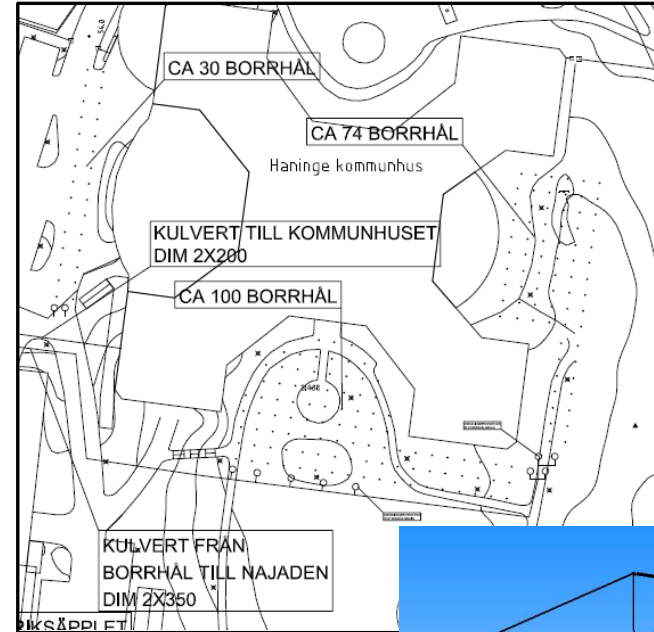 CA 30 BORRHÅL
CA 74 BORRHÅL
Haninge kommunhus
KULVERT TILL KOMMUNHUSET
DIM 2X200
CA 100 BORRHÅL
KULVERT FRÅN
BORRHÅL TILL NAJADEN
DIM 2X350
RIKSÄPPLET